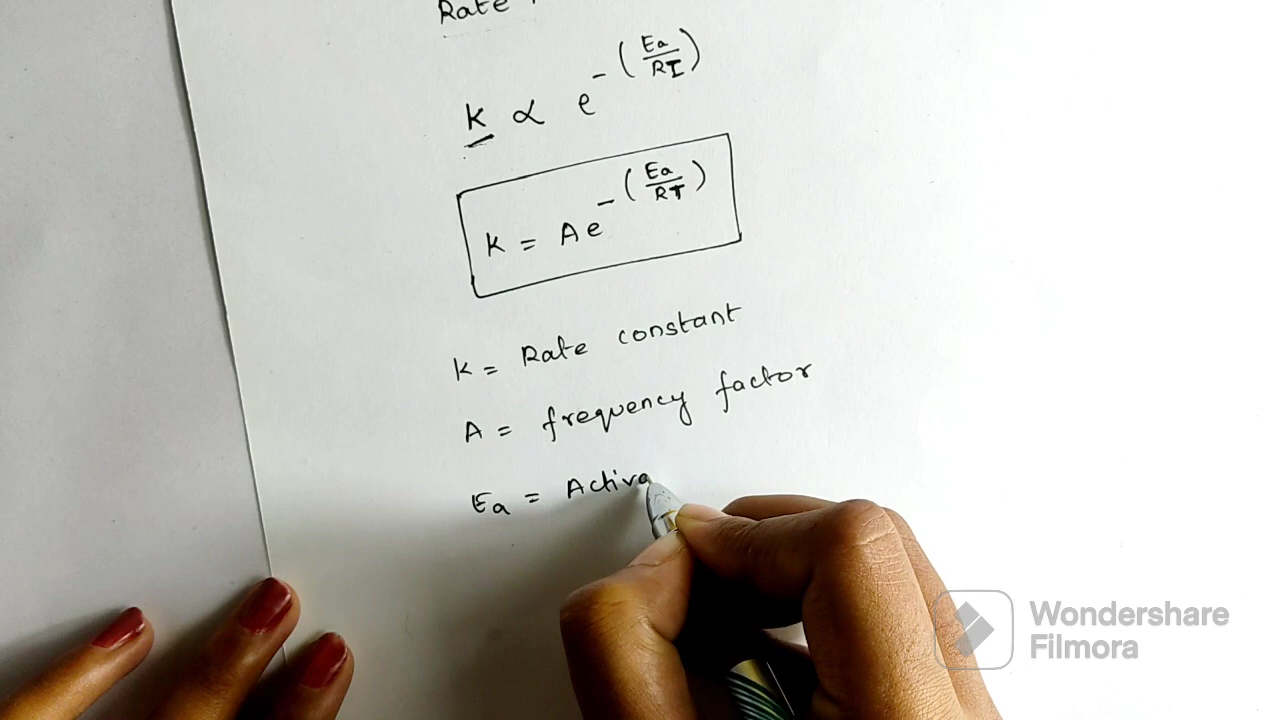 Rate
k ∝ e^-(Ea/RT)
k = Ae^-(Ea/RT)
k = Rate constant
A = frequency factor
Ea = Activa
Wondershare
Filmora